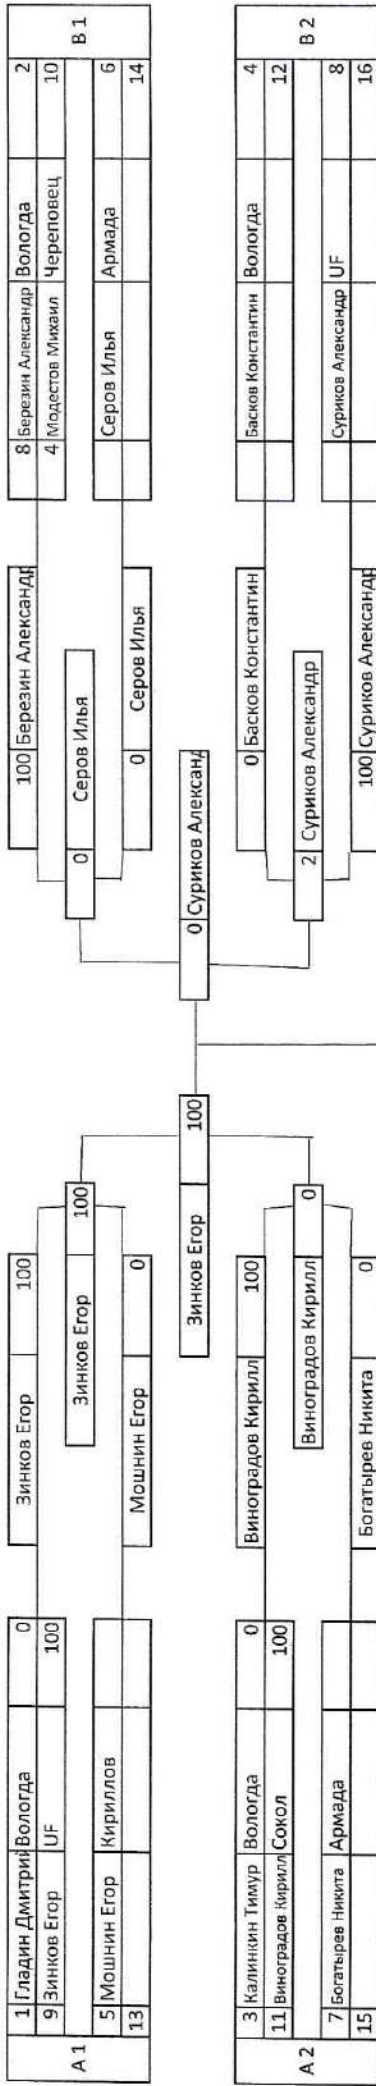 A 1
1 Гладин Дмитрий Вологда 0
9 Зинков Егор UF 100
5 Мошнин Егор Кириллов
13
A 2
3 Калинкин Тимур Вологда 0
11 Виноградов Кирилл Сокол 100
7 Богатырев Никита Армада
15
Зинков Егор 100
Мошнин Егор 0
Виноградов Кирилл 100
Богатырев Никита 0
Зинков Егор 100
Виноградов Кирилл 0
Зинков Егор 100
0 Суриков Александ
0 Серов Илья
2 Суриков Александр
100 Березин Александр
0 Серов Илья
0 Басков Константин
100 Суриков Александр
8 Березин Александр Вологда 2
4 Модестов Михаил Череповец 10
Серов Илья Армада 6
14
B 1
Басков Константин Вологда 4
12
Суриков Александр UF 8
16
B 2